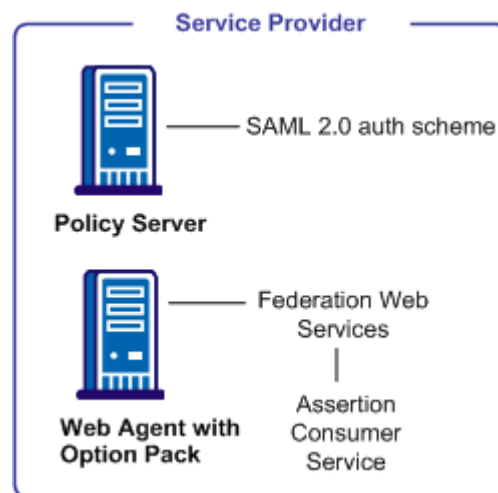 Service Provider
SAML 2.0 auth scheme
Policy Server
Federation Web
Services
Assertion
Consumer
Service
Web Agent with
Option Pack